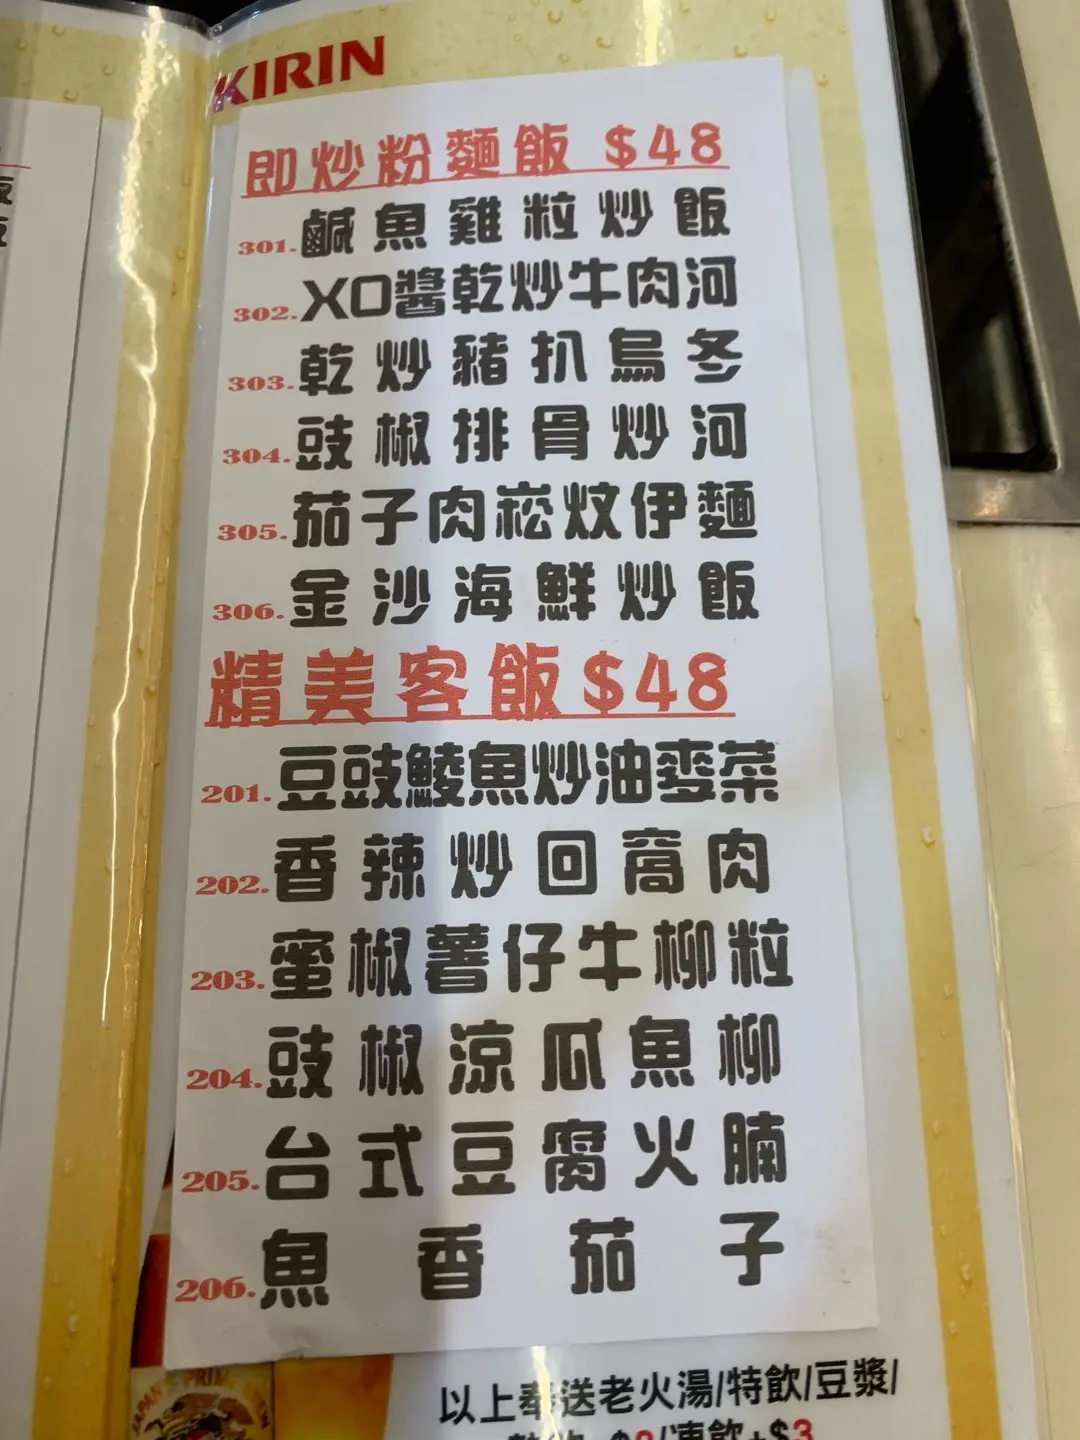 KIRIN
即炒粉麵飯 $48
301.鹹魚雞粒炒飯
302.XO醬乾炒牛肉河
303.乾炒豬扒烏冬
304.豉椒排骨炒河
305.茄子肉崧炆伊麵
306.金沙海鮮炒飯
精美客飯$48
201.豆豉鯪魚炒油麥菜
202.香辣炒回窩肉
203.蜜椒薯仔牛柳粒
204.豉椒涼瓜魚柳
205.台式豆腐火腩
206.魚香茄子
以上奉送老火湯/特飲/豆漿/
凍飲+$3